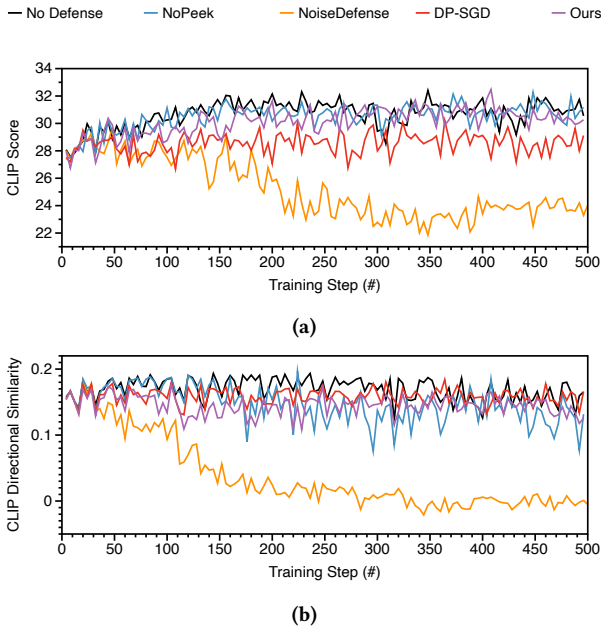 No Defense NoPeek NoiseDefense DP-SGD Ours
34
32
30
28
26
24
22
CLIP Score
0 50 100 150 200 250 300 350 400 450 500
Training Step (#)
(a)
0.2
0.1
0
CLIP Directional Similarity
0 50 100 150 200 250 300 350 400 450 500
Training Step (#)
(b)